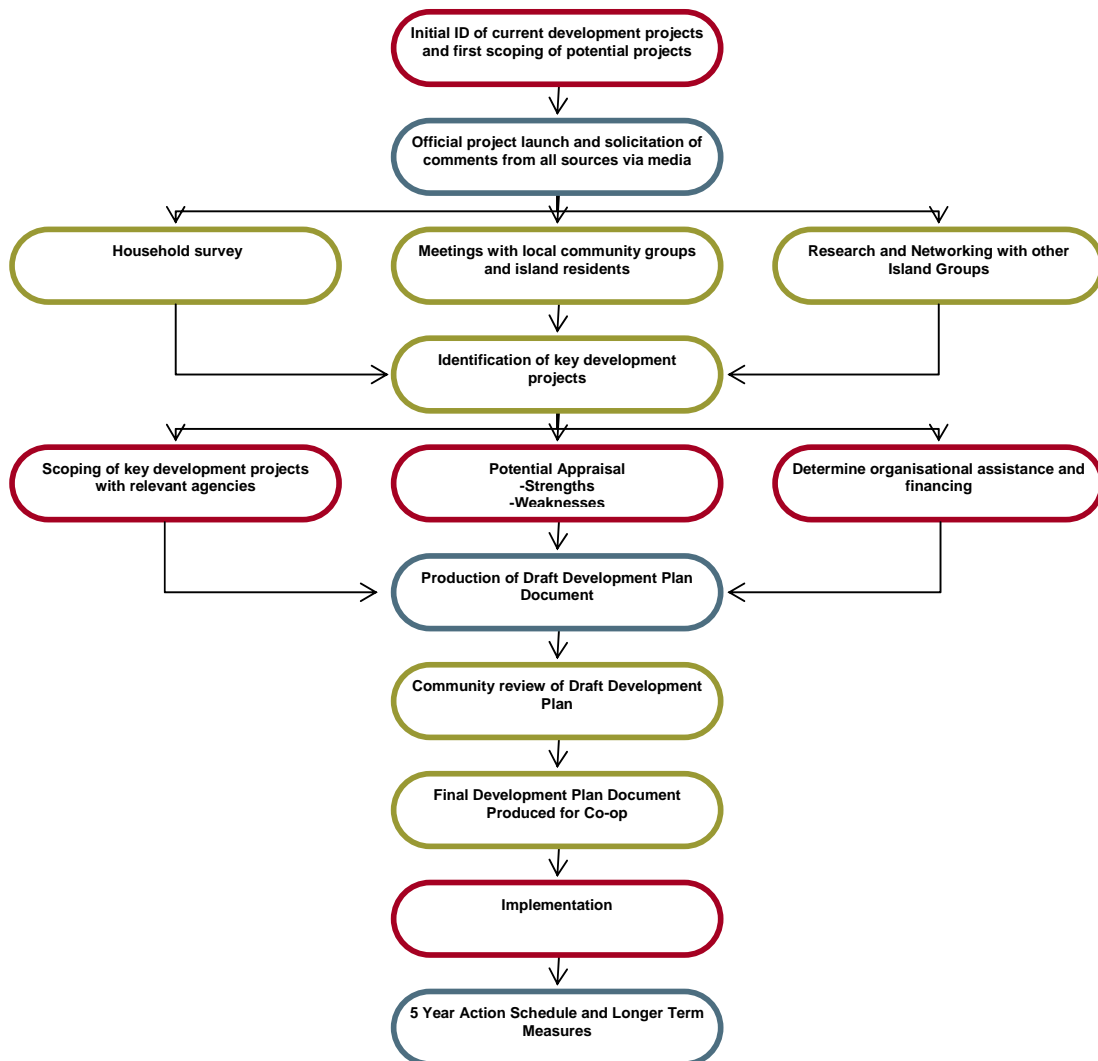 Initial ID of current development projects
and first scoping of potential projects
Official project launch and solicitation of
comments from all sources via media
Household survey
Meetings with local community groups
and island residents
Research and Networking with other
Island Groups
Identification of key development
projects
Scoping of key development projects
with relevant agencies
Potential Appraisal
-Strengths
-Weaknesses
Determine organisational assistance and
financing
Production of Draft Development Plan
Document
Community review of Draft Development
Plan
Final Development Plan Document
Produced for Co-op
Implementation
5 Year Action Schedule and Longer Term
Measures